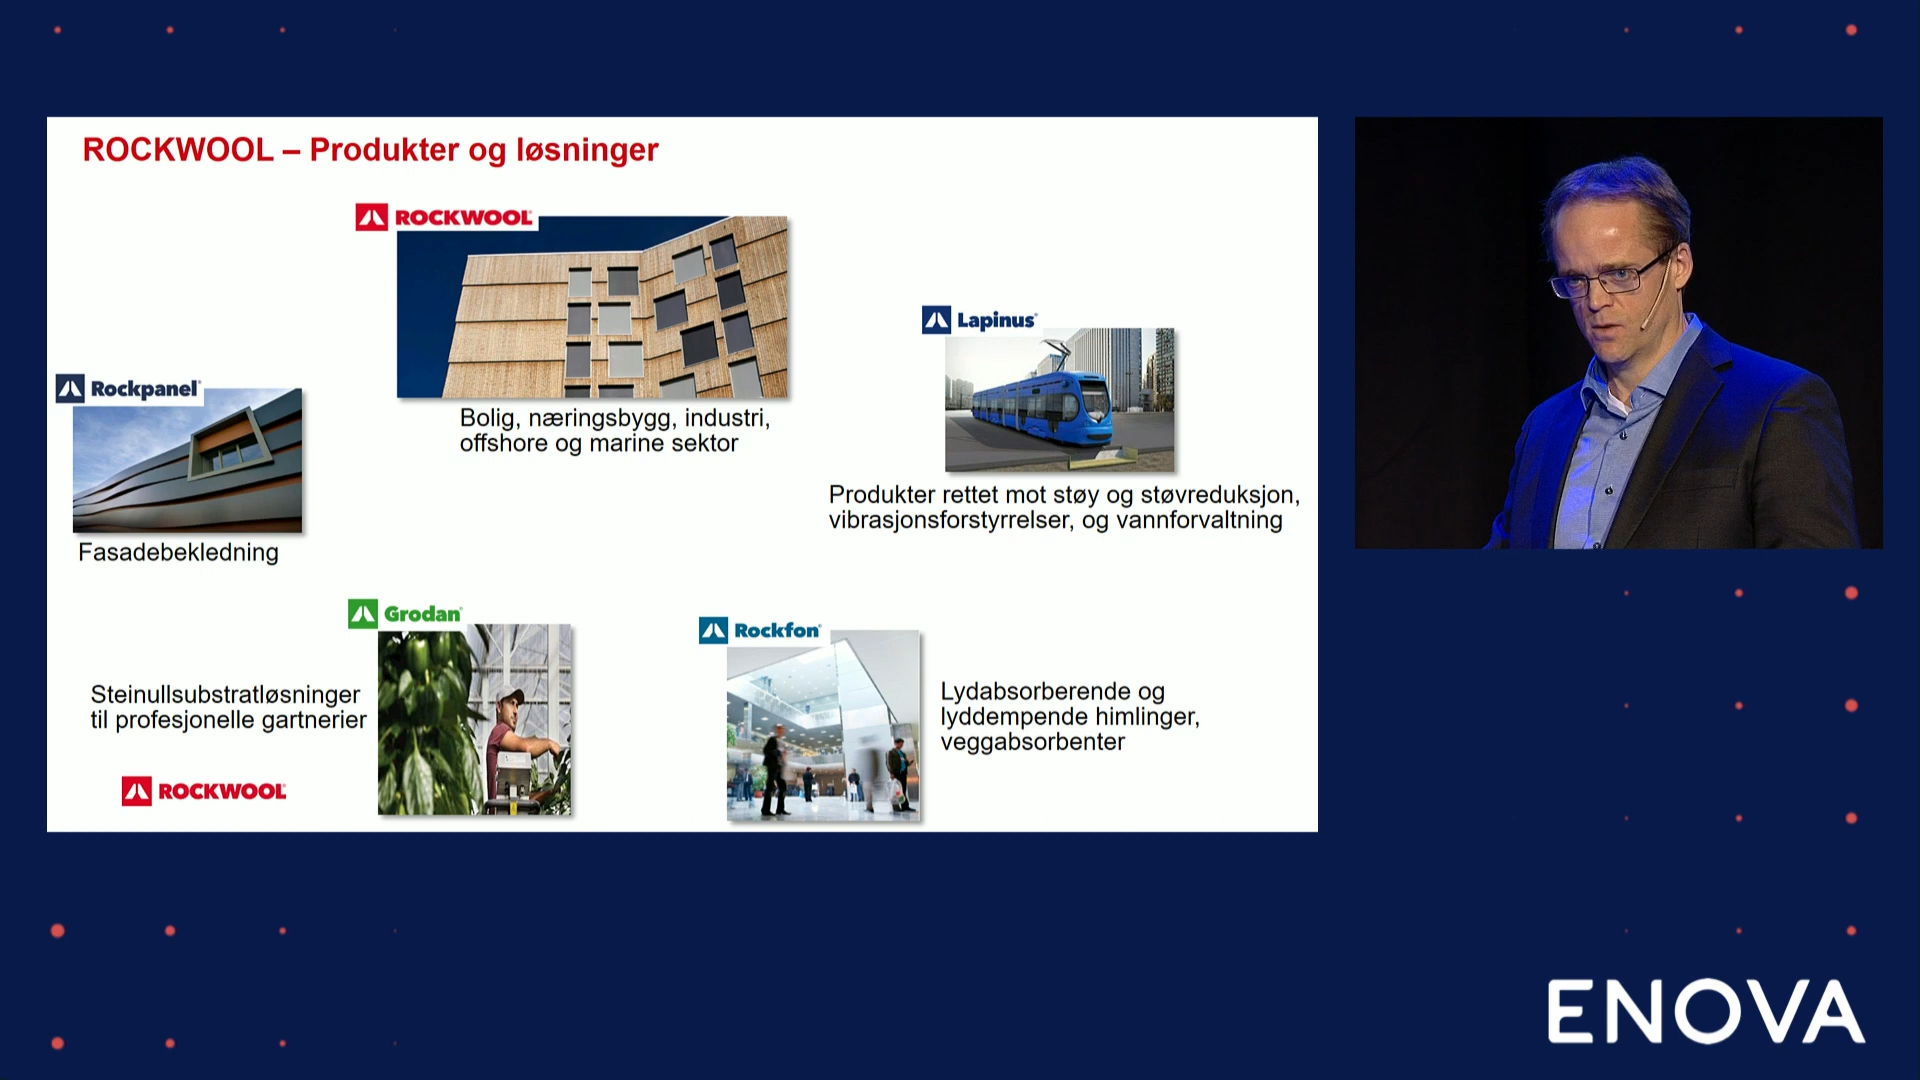 ROCKWOOL – Produkter og løsninger
ROCKWOOL
Bolig, næringsbygg, industri,
offshore og marine sektor
Lapinus
Produkter rettet mot støy og støvreduksjon,
vibrasjonsforstyrrelser, og vannforvaltning
Rockpanel
Fasadebekledning
Grodan
Steinullsubstratløsninger
til profesjonelle gartnerier
Rockfon
Lydabsorberende og
lyddempende himlinger,
veggabsorbenter
ROCKWOOL
ENOVA